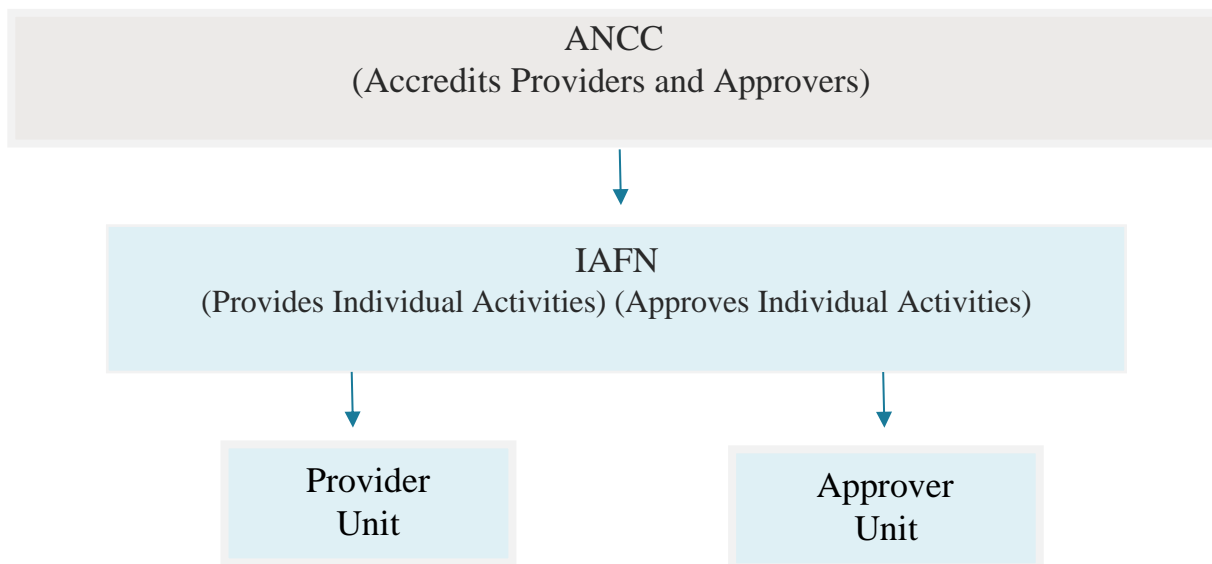 ANCC
(Accredits Providers and Approvers)
IAFN
(Provides Individual Activities) (Approves Individual Activities)
Provider
Unit
Approver
Unit